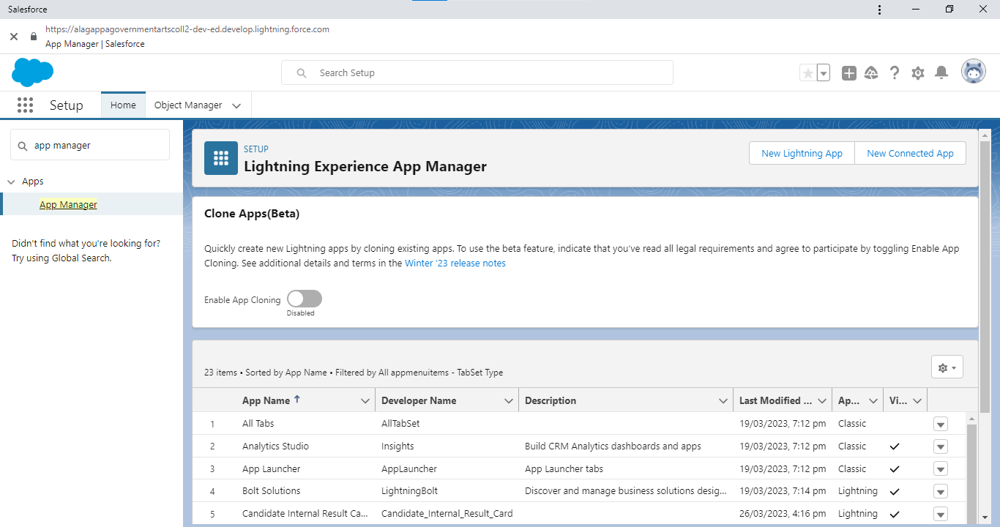 Salesforce
https://alagappagovernmentartscoll2-dev-ed.develop.lightning.force.com
App Manager | Salesforce
Search Setup
Setup
Home
Object Manager
app manager
Apps
App Manager
Didn't find what you're looking for?
Try using Global Search.
SETUP
Lightning Experience App Manager
New Lightning App
New Connected App
Clone Apps(Beta)
Quickly create new Lightning apps by cloning existing apps. To use the beta feature, indicate that you've read all legal requirements and agree to participate by toggling Enable App
Cloning. See additional details and terms in the Winter '23 release notes
Enable App Cloning
Disabled
23 items • Sorted by App Name • Filtered by All appmenuitems - TabSet Type
App Name Developer Name Description Last Modified ... Ap... Vi...
1 All Tabs AllTabSet 19/03/2023, 7:12 pm Classic
2 Analytics Studio Insights Build CRM Analytics dashboards and apps 19/03/2023, 7:12 pm Classic
3 App Launcher AppLauncher App Launcher tabs 19/03/2023, 7:12 pm Classic
4 Bolt Solutions LightningBolt Discover and manage business solutions desig... 19/03/2023, 7:14 pm Lightning
5 Candidate Internal Result Ca... Candidate_Internal_Result_Card 26/03/2023, 4:16 pm Lightning